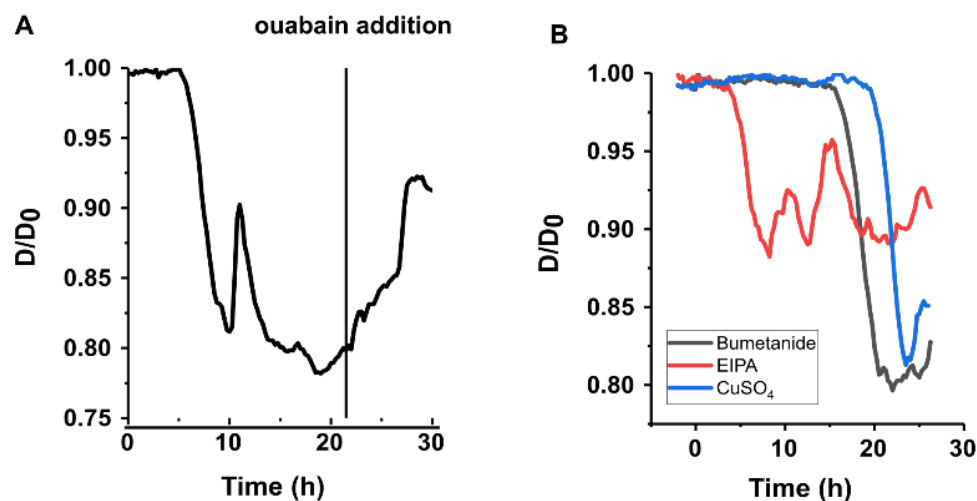 A
ouabain addition
1.00
0.95
0.90
0.85
0.80
0.75
D/D₀
0 10 20 30
Time (h)
B
1.00
0.95
0.90
0.85
0.80
D/D₀
Bumetanide
EIPA
CuSO₄
0 10 20 30
Time (h)